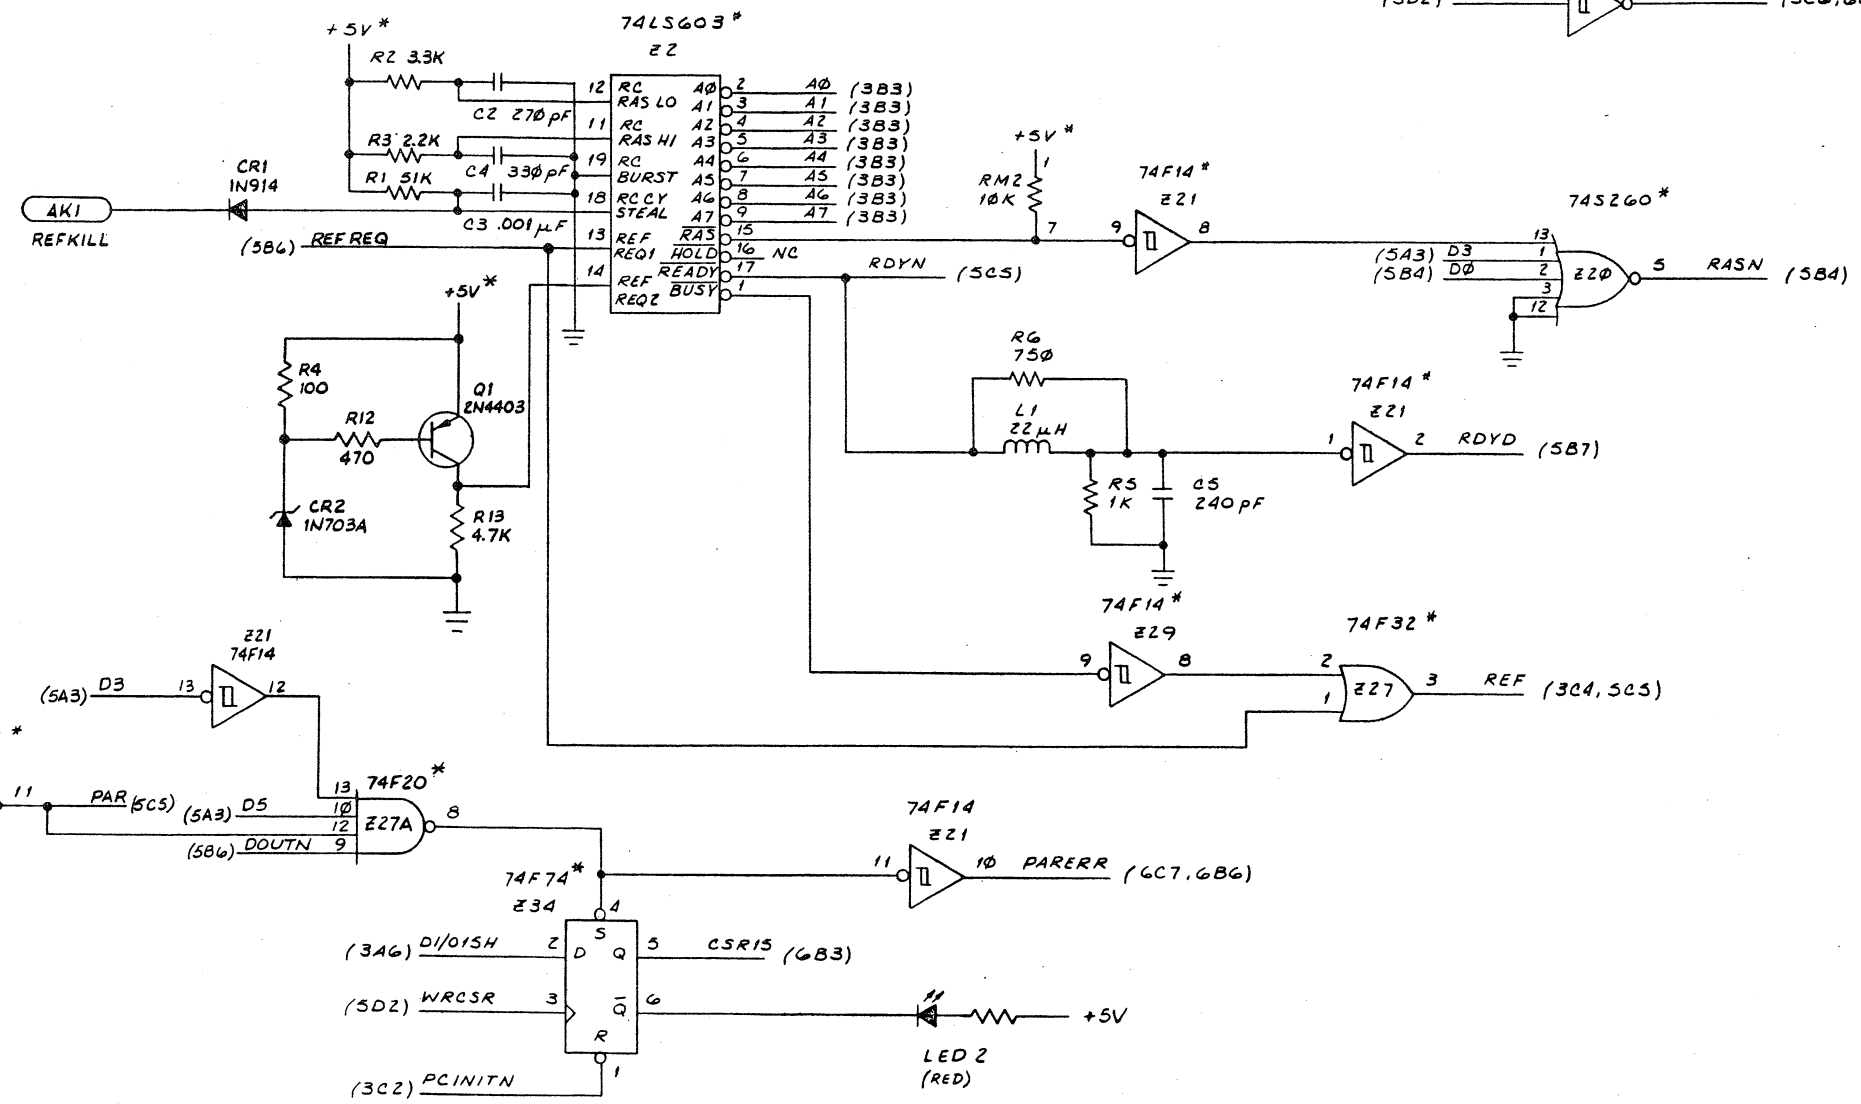 (5D2)
+5V *
74LS603 *
Z2
R2 3.3K
12 RC A0 2 A0 (3B3)
RAS LO A1 3 A1 (3B3)
C2 270pF
11 RC A2 4 A2 (3B3)
RAS HI A3 5 A3 (3B3)
R3 2.2K
19 RC A4 6 A4 (3B3)
C4 330pF
BURST A5 7 A5 (3B3)
R1 51K
18 RC CY A6 8 A6 (3B3)
STEAL A7 9 A7 (3B3)
C3 .001µF
CR1
1N914
AK1
REFKILL
(5B6) REFREQ 13 REF RAS 15
REQ1 HOLD 16 NC
14 REF READY 17 RDYN (5C5)
REQ2 BUSY 1
+5V *
1
RM2
10K
7
74F14 *
Z21
9 8
74S260 *
13
(5A3) D3 1
(5B4) D0 2
3
12
Z20 5 RASN (5B4)
+5V *
R4
100
Q1
2N4403
R12
470
CR2
1N703A
R13
4.7K
R6
750
L1
22µH
R5
1K
C5
240pF
74F14 *
Z21
1 2 RDYD (5B7)
74F14 *
Z29
9 8
74F32 *
2
1
Z27 3 REF (3C4, 5C5)
Z21
74F14
(5A3) D3 13 12
*
11 PAR (5C5)
74F20 *
13
(5A3) D5 10
12
(5B6) DOUTN 9
Z27A 8
74F14
Z21
11 10 PARERR (6C7, 6B6)
74F74 *
Z34
4
S
(3A6) DI/O15H 2 D Q 5 CSR15 (6B3)
(5D2) WRCSR 3 Q 6 +5V
R
1
(3C2) PCINITN
LED 2
(RED)